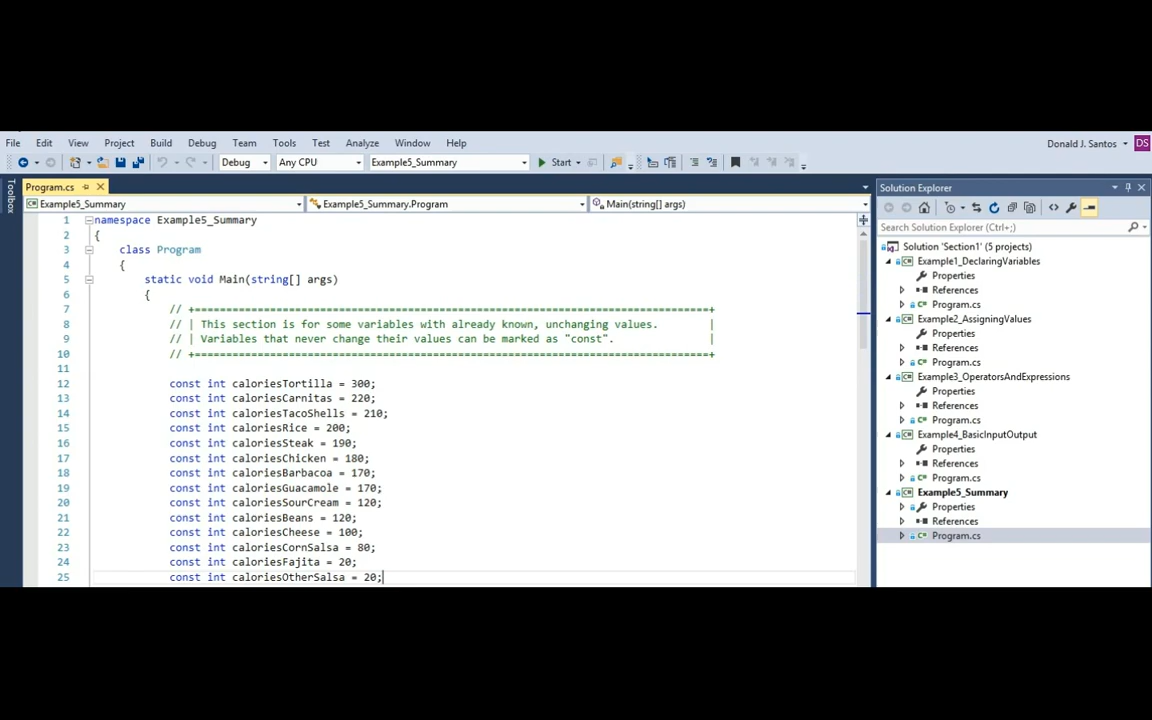 File Edit View Project Build Debug Team Tools Test Analyze Window Help
Donald J. Santos DS
Debug Any CPU Example5_Summary Start
Toolbox
Program.cs
Example5_Summary Example5_Summary.Program Main(string[] args)
1 namespace Example5_Summary
2 {
3 class Program
4 {
5 static void Main(string[] args)
6 {
7 // +===================================================================================+
8 // | This section is for some variables with already known, unchanging values. |
9 // | Variables that never change their values can be marked as "const". |
10 // +===================================================================================+
11
12 const int caloriesTortilla = 300;
13 const int caloriesCarnitas = 220;
14 const int caloriesTacoShells = 210;
15 const int caloriesRice = 200;
16 const int caloriesSteak = 190;
17 const int caloriesChicken = 180;
18 const int caloriesBarbacoa = 170;
19 const int caloriesGuacamole = 170;
20 const int caloriesSourCream = 120;
21 const int caloriesBeans = 120;
22 const int caloriesCheese = 100;
23 const int caloriesCornSalsa = 80;
24 const int caloriesFajita = 20;
25 const int caloriesOtherSalsa = 20;
Solution Explorer
Search Solution Explorer (Ctrl+;)
Solution 'Section1' (5 projects)
Example1_DeclaringVariables
Properties
References
Program.cs
Example2_AssigningValues
Properties
References
Program.cs
Example3_OperatorsAndExpressions
Properties
References
Program.cs
Example4_BasicInputOutput
Properties
References
Program.cs
Example5_Summary
Properties
References
Program.cs